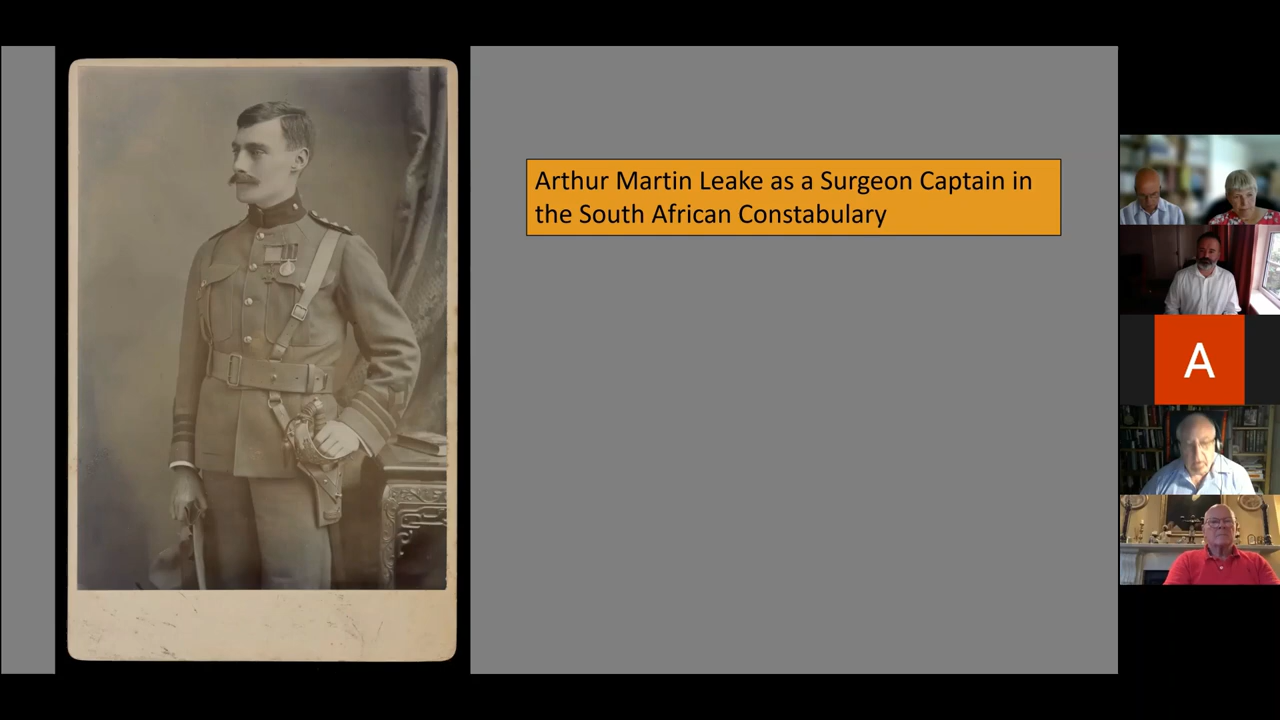 Arthur Martin Leake as a Surgeon Captain in
the South African Constabulary
A